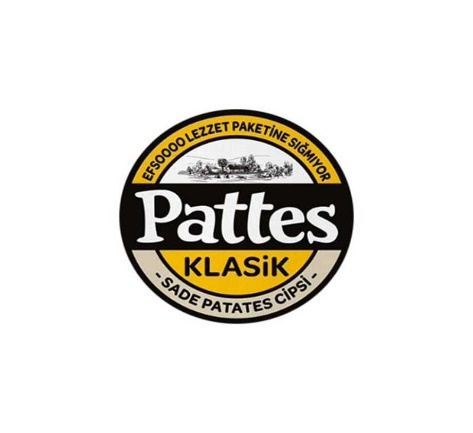 EFSOOOO LEZZET PAKETİNE SIĞMIYOR
Pattes
KLASiK
- SADE PATATES CİPSİ -